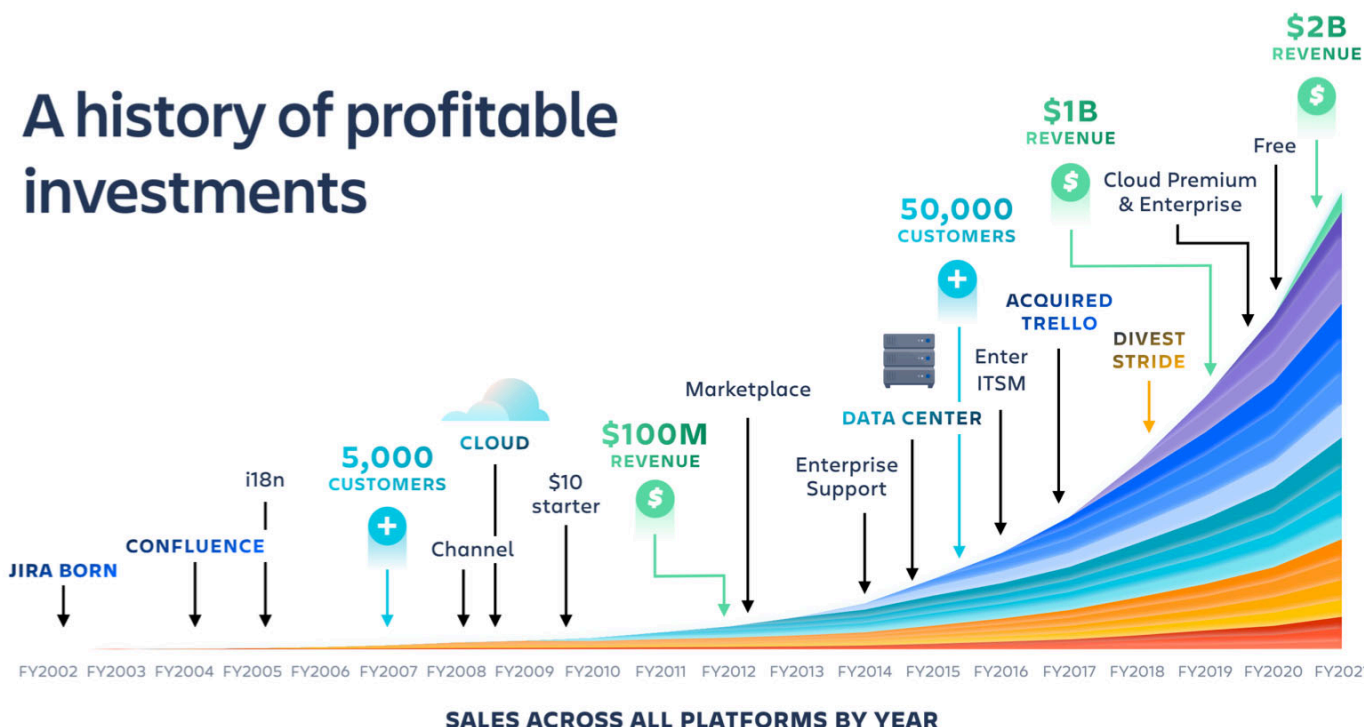 A history of profitable
investments
JIRA BORN
CONFLUENCE
i18n
5,000
CUSTOMERS
Channel
CLOUD
$10
starter
$100M
REVENUE
Marketplace
Enterprise
Support
DATA CENTER
50,000
CUSTOMERS
Enter
ITSM
ACQUIRED
TRELLO
$1B
REVENUE
DIVEST
STRIDE
Cloud Premium
& Enterprise
Free
$2B
REVENUE
FY2002 FY2003 FY2004 FY2005 FY2006 FY2007 FY2008 FY2009 FY2010 FY2011 FY2012 FY2013 FY2014 FY2015 FY2016 FY2017 FY2018 FY2019 FY2020
SALES ACROSS ALL PLATFORMS BY YEAR